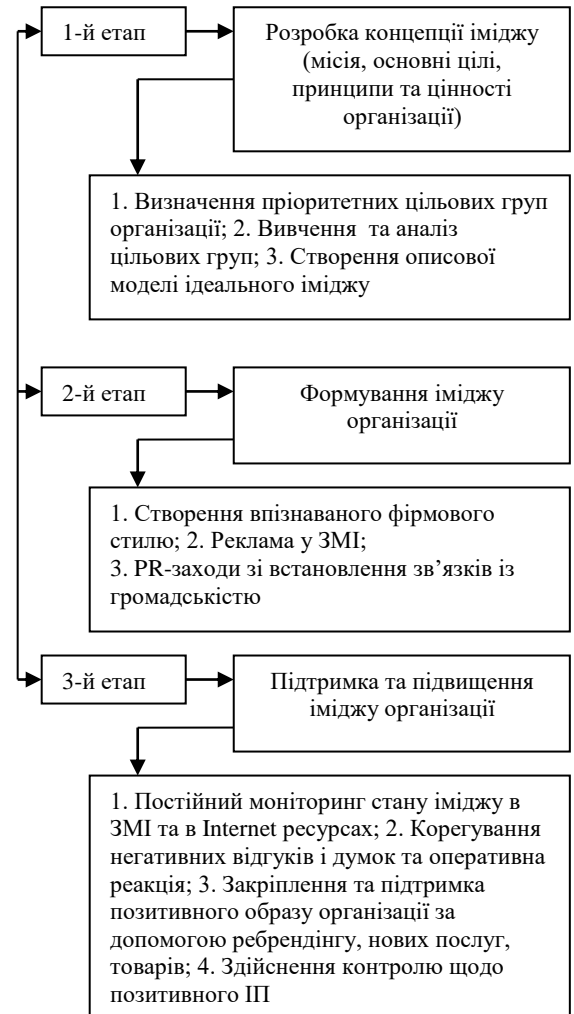 1-й етап
Розробка концепції іміджу
(місія, основні цілі,
принципи та цінності
організації)
1. Визначення пріоритетних цільових груп
організації; 2. Вивчення та аналіз
цільових груп; 3. Створення описової
моделі ідеального іміджу
2-й етап
Формування іміджу
організації
1. Створення впізнаваного фірмового
стилю; 2. Реклама у ЗМІ;
3. PR-заходи зі встановлення зв’язків із
громадськістю
3-й етап
Підтримка та підвищення
іміджу організації
1. Постійний моніторинг стану іміджу в
ЗМІ та в Internet ресурсах; 2. Корегування
негативних відгуків і думок та оперативна
реакція; 3. Закріплення та підтримка
позитивного образу організації за
допомогою ребрендінгу, нових послуг,
товарів; 4. Здійснення контролю щодо
позитивного ІП